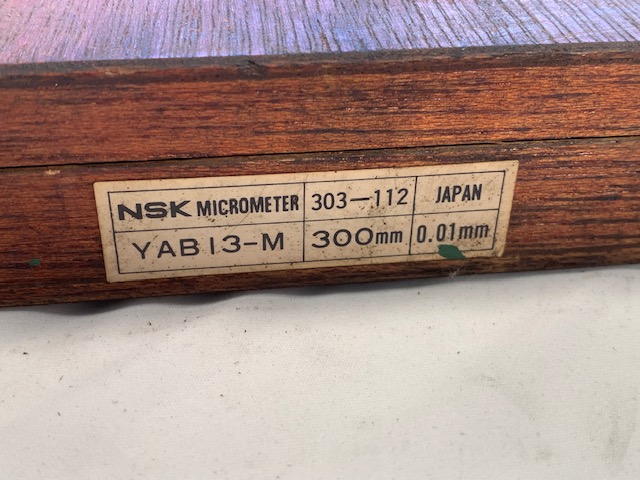 NSK MICROMETER 303-112 JAPAN
YAB13-M 300mm 0.01mm